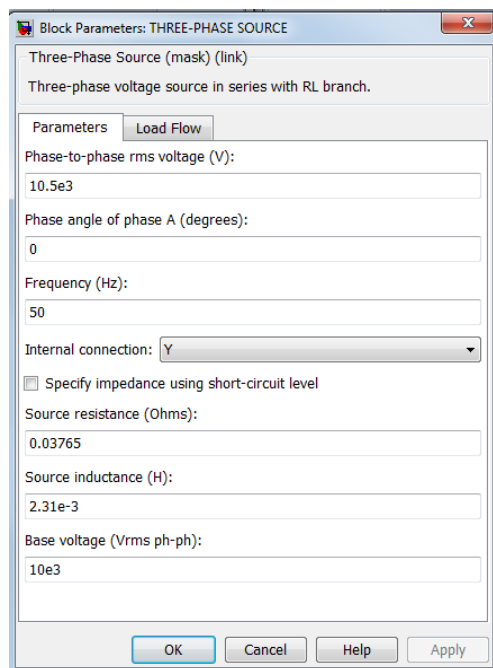 Block Parameters: THREE-PHASE SOURCE
Three-Phase Source (mask) (link)
Three-phase voltage source in series with RL branch.
Parameters Load Flow
Phase-to-phase rms voltage (V):
10.5e3
Phase angle of phase A (degrees):
0
Frequency (Hz):
50
Internal connection: Y
Specify impedance using short-circuit level
Source resistance (Ohms):
0.03765
Source inductance (H):
2.31e-3
Base voltage (Vrms ph-ph):
10e3
OK Cancel Help Apply